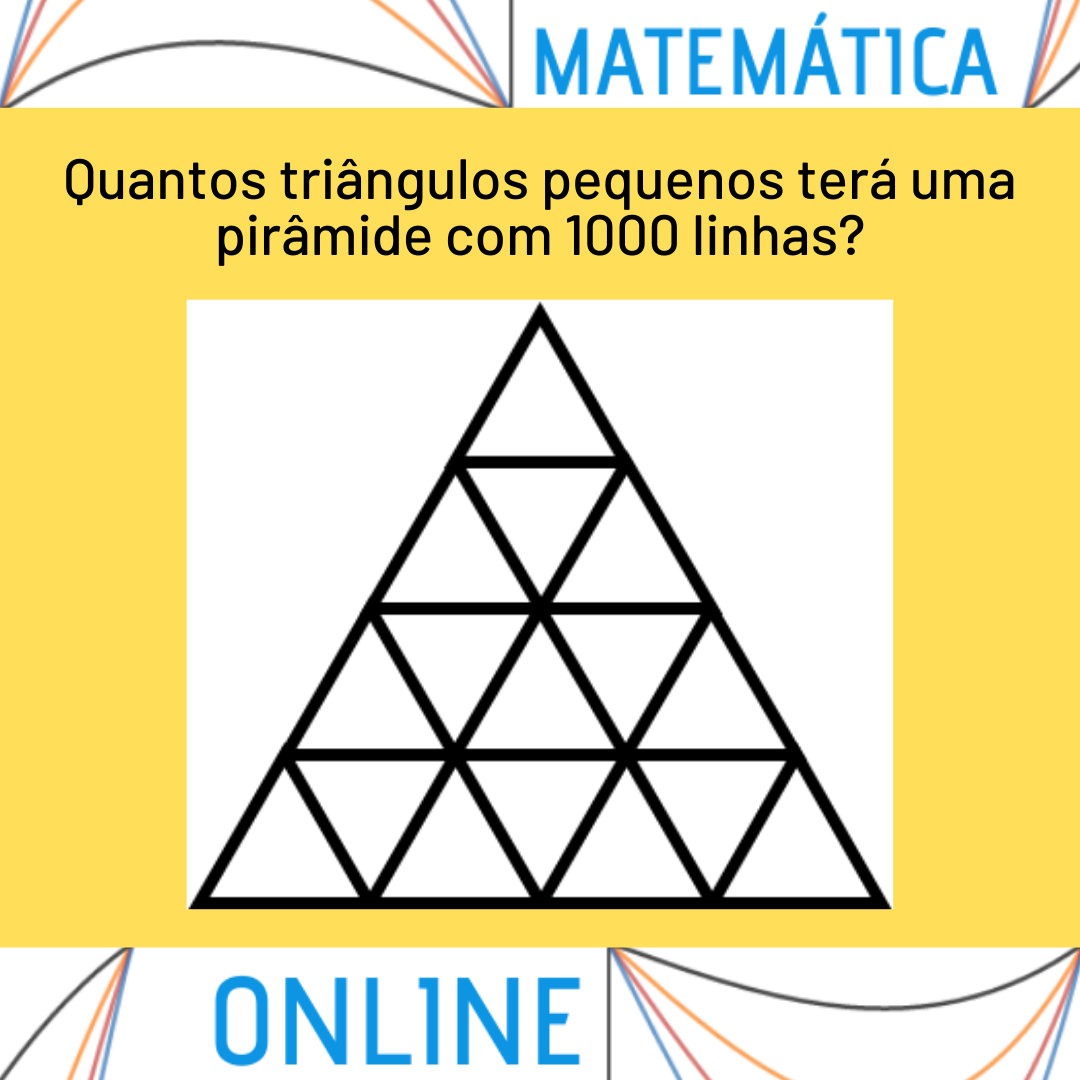 MATEMÁTICA
Quantos triângulos pequenos terá uma
pirâmide com 1000 linhas?
ONLINE